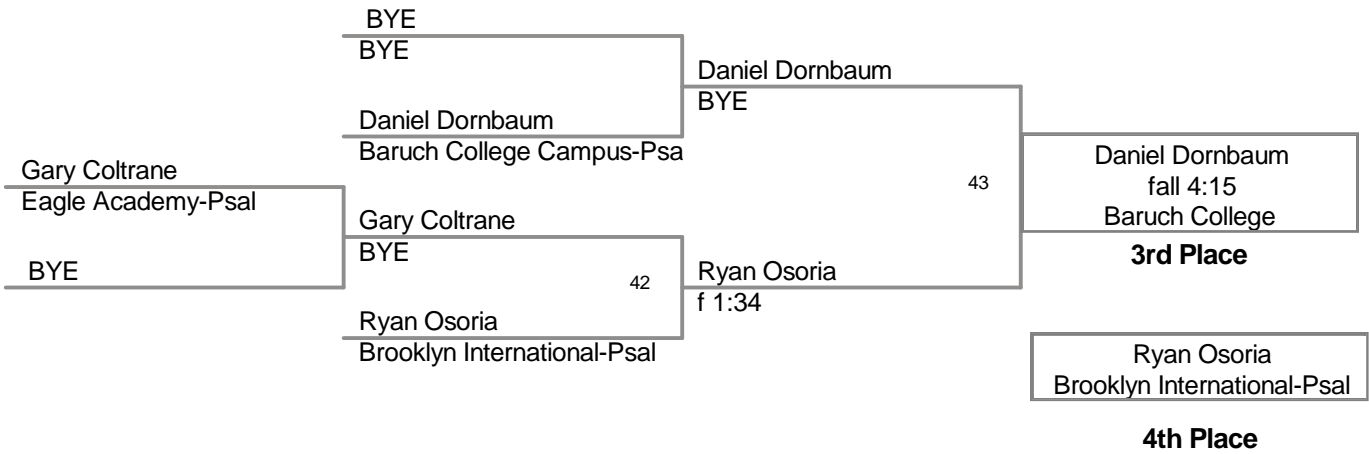 BYE
BYE
Daniel Dornbaum
BYE
Daniel Dornbaum
Baruch College Campus-Psa
Gary Coltrane
Eagle Academy-Psal
BYE
Gary Coltrane
BYE
42
Ryan Osoria
Brooklyn International-Psal
Ryan Osoria
f 1:34
43
Daniel Dornbaum
fall 4:15
Baruch College
3rd Place
Ryan Osoria
Brooklyn International-Psal
4th Place